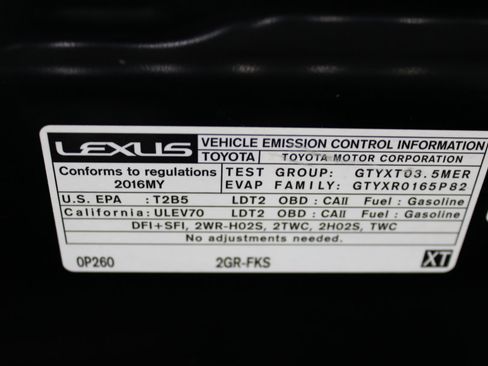 LEXUS VEHICLE EMISSION CONTROL INFORMATION
TOYOTA TOYOTA MOTOR CORPORATION
Conforms to regulations
2016MY
TEST GROUP: GTYXT03.5MER
EVAP FAMILY: GTYXR0165P82
U.S. EPA : T2B5 LDT2 OBD : CAII Fuel : Gasoline
California : ULEV70 LDT2 OBD : CAII Fuel : Gasoline
DFI+SFI, 2WR-HO2S, 2TWC, 2HO2S, TWC
No adjustments needed.
0P260 2GR-FKS XT